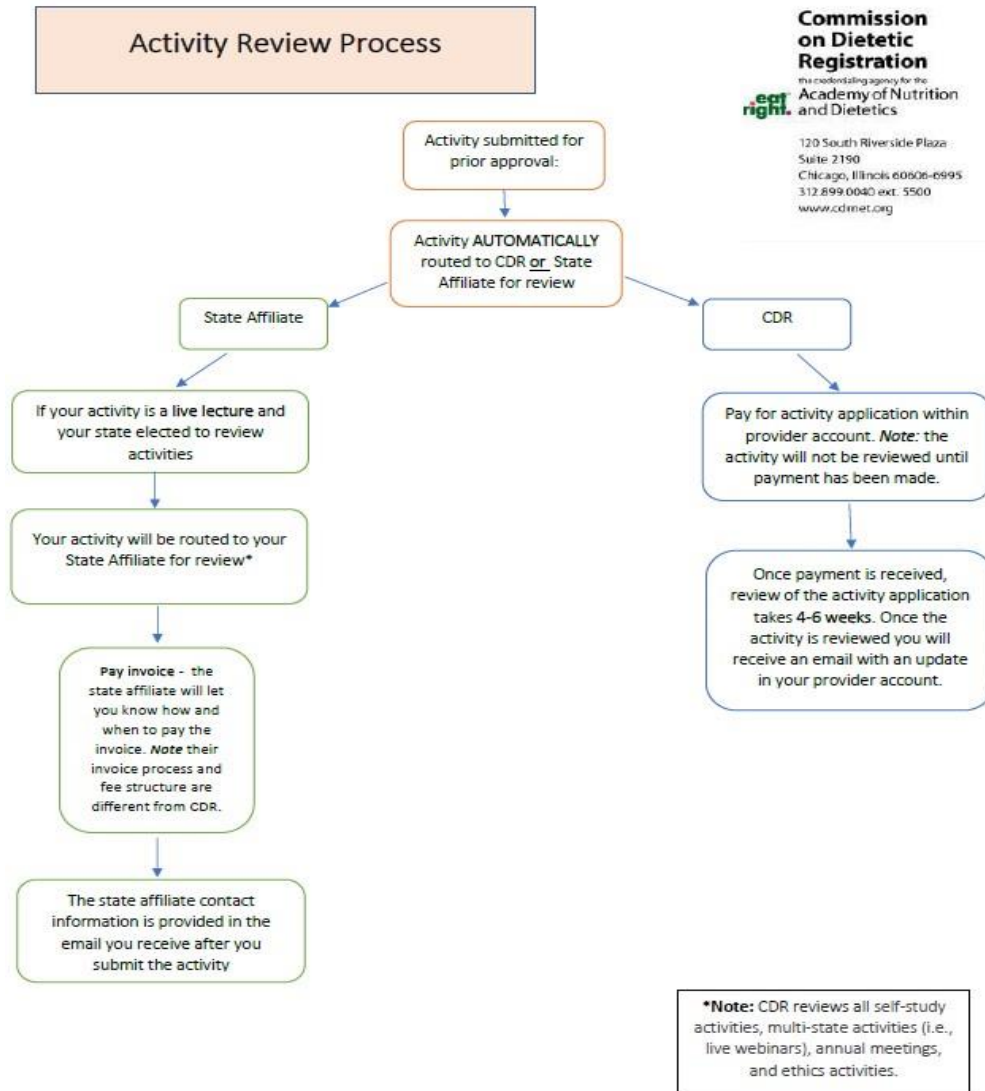 Activity Review Process
Commission
on Dietetic
Registration
the credentialing agency for the
eat right. Academy of Nutrition
and Dietetics
120 South Riverside Plaza
Suite 2190
Chicago, Illinois 60606-6995
312.899.0040 ext. 5500
www.cdrnet.org
Activity submitted for
prior approval:
Activity AUTOMATICALLY
routed to CDR or State
Affiliate for review
State Affiliate
If your activity is a live lecture and
your state elected to review
activities
Your activity will be routed to your
State Affiliate for review*
Pay invoice - the
state affiliate will let
you know how and
when to pay the
invoice. Note their
invoice process and
fee structure are
different from CDR.
The state affiliate contact
information is provided in the
email you receive after you
submit the activity
CDR
Pay for activity application within
provider account. Note: the
activity will not be reviewed until
payment has been made.
Once payment is received,
review of the activity application
takes 4-6 weeks. Once the
activity is reviewed you will
receive an email with an update
in your provider account.
*Note: CDR reviews all self-study
activities, multi-state activities (i.e.,
live webinars), annual meetings,
and ethics activities.